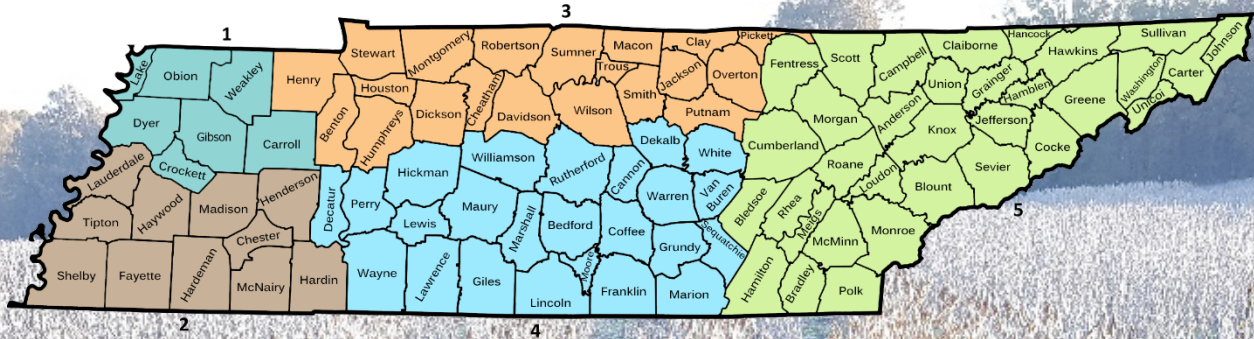 3
1
2
4
5
Lake
Obion
Weakley
Dyer
Gibson
Carroll
Crockett
Henry
Stewart
Montgomery
Robertson
Sumner
Macon
Trous
Clay
Pickett
Houston
Benton
Humphreys
Dickson
Cheatham
Davidson
Wilson
Smith
Jackson
Overton
Putnam
Lauderdale
Tipton
Haywood
Madison
Henderson
Chester
Shelby
Fayette
Hardeman
McNairy
Hardin
Decatur
Perry
Hickman
Lewis
Wayne
Lawrence
Williamson
Maury
Giles
Marshall
Rutherford
Bedford
Moore
Lincoln
Cannon
Coffee
Franklin
Dekalb
White
Warren
Van
Buren
Grundy
Sequatchie
Marion
Fentress
Scott
Campbell
Claiborne
Hancock
Hawkins
Sullivan
Johnson
Union
Grainger
Hamblen
Greene
Washington
Carter
Unicoi
Morgan
Anderson
Knox
Jefferson
Cocke
Cumberland
Roane
Loudon
Blount
Sevier
Bledsoe
Rhea
Meigs
McMinn
Monroe
Hamilton
Bradley
Polk